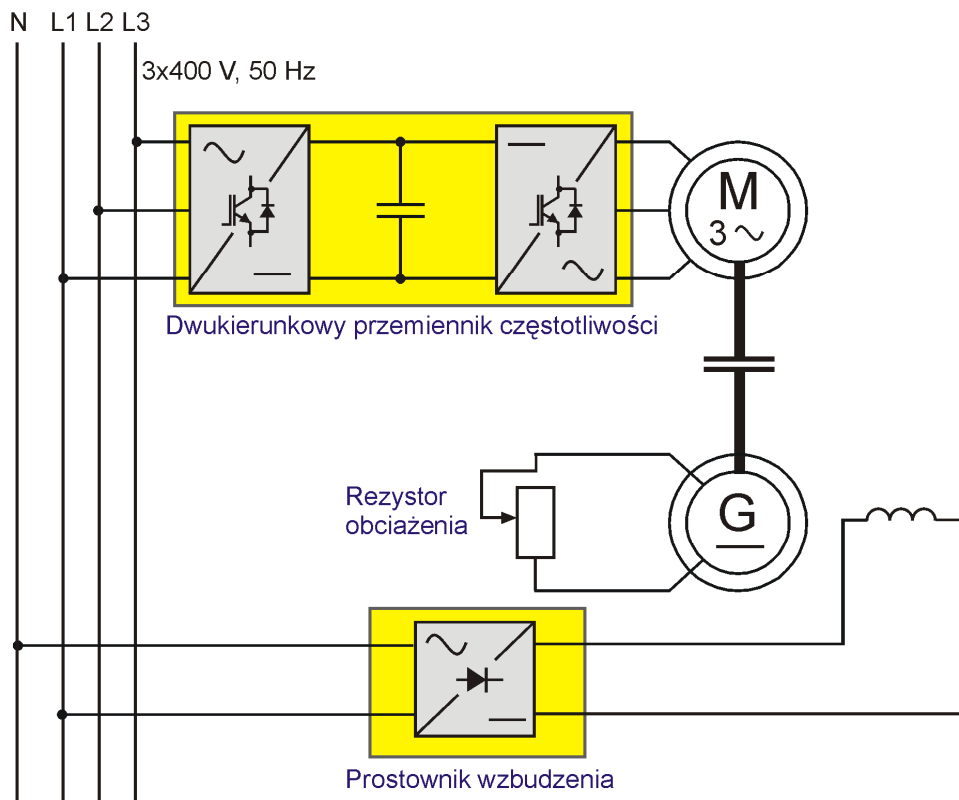 N L1 L2 L3
3x400 V, 50 Hz
Dwukierunkowy przemiennik częstotliwości
M
3
Rezystor
obciażenia
G
Prostownik wzbudzenia